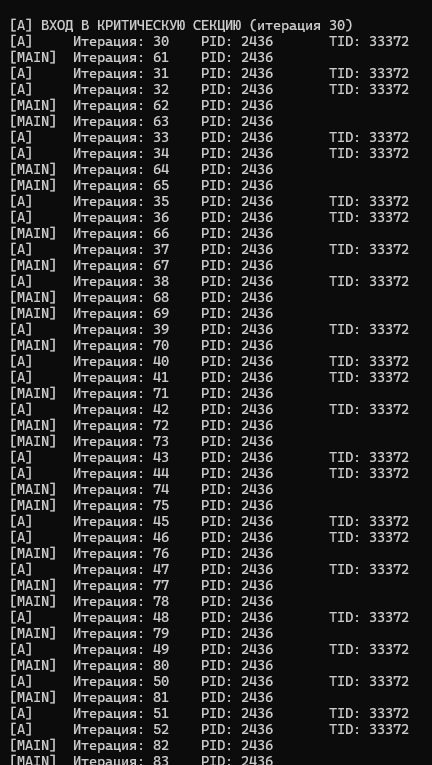 [A] ВХОД В КРИТИЧЕСКУЮ СЕКЦИЮ (итерация 30)
[A] Итерация: 30 PID: 2436 TID: 33372
[MAIN] Итерация: 61 PID: 2436
[A] Итерация: 31 PID: 2436 TID: 33372
[A] Итерация: 32 PID: 2436 TID: 33372
[MAIN] Итерация: 62 PID: 2436
[MAIN] Итерация: 63 PID: 2436
[A] Итерация: 33 PID: 2436 TID: 33372
[A] Итерация: 34 PID: 2436 TID: 33372
[MAIN] Итерация: 64 PID: 2436
[MAIN] Итерация: 65 PID: 2436
[A] Итерация: 35 PID: 2436 TID: 33372
[A] Итерация: 36 PID: 2436 TID: 33372
[MAIN] Итерация: 66 PID: 2436
[A] Итерация: 37 PID: 2436 TID: 33372
[MAIN] Итерация: 67 PID: 2436
[A] Итерация: 38 PID: 2436 TID: 33372
[MAIN] Итерация: 68 PID: 2436
[MAIN] Итерация: 69 PID: 2436
[A] Итерация: 39 PID: 2436 TID: 33372
[MAIN] Итерация: 70 PID: 2436
[A] Итерация: 40 PID: 2436 TID: 33372
[A] Итерация: 41 PID: 2436 TID: 33372
[MAIN] Итерация: 71 PID: 2436
[A] Итерация: 42 PID: 2436 TID: 33372
[MAIN] Итерация: 72 PID: 2436
[MAIN] Итерация: 73 PID: 2436
[A] Итерация: 43 PID: 2436 TID: 33372
[A] Итерация: 44 PID: 2436 TID: 33372
[MAIN] Итерация: 74 PID: 2436
[MAIN] Итерация: 75 PID: 2436
[A] Итерация: 45 PID: 2436 TID: 33372
[A] Итерация: 46 PID: 2436 TID: 33372
[MAIN] Итерация: 76 PID: 2436
[A] Итерация: 47 PID: 2436 TID: 33372
[MAIN] Итерация: 77 PID: 2436
[MAIN] Итерация: 78 PID: 2436
[A] Итерация: 48 PID: 2436 TID: 33372
[MAIN] Итерация: 79 PID: 2436
[A] Итерация: 49 PID: 2436 TID: 33372
[MAIN] Итерация: 80 PID: 2436
[A] Итерация: 50 PID: 2436 TID: 33372
[MAIN] Итерация: 81 PID: 2436
[A] Итерация: 51 PID: 2436 TID: 33372
[A] Итерация: 52 PID: 2436 TID: 33372
[MAIN] Итерация: 82 PID: 2436
[MAIN] Итерация: 83 PID: 2436